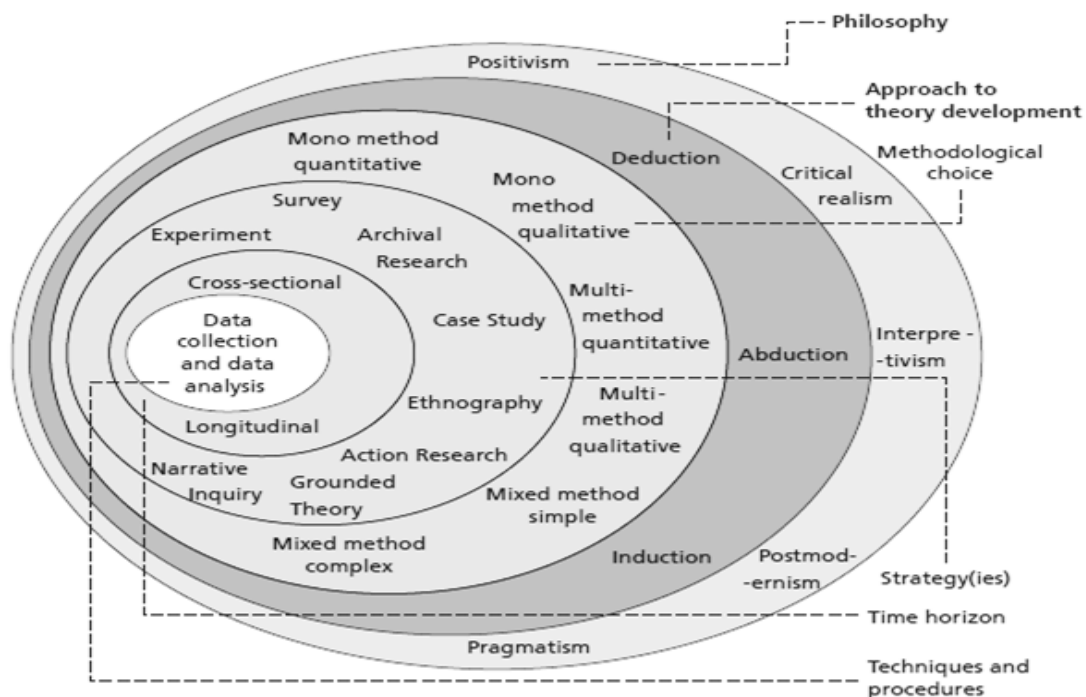 Philosophy
Positivism
Approach to
theory development
Mono method
quantitative
Deduction
Methodological
choice
Critical
realism
Mono
method
qualitative
Survey
Experiment
Archival
Research
Cross-sectional
Multi-
method
quantitative
Data
collection
and data
analysis
Case Study
Abduction
Interpre -
-tivism
Ethnography
Multi-
method
qualitative
Longitudinal
Action Research
Narrative
Inquiry
Grounded
Theory
Mixed method
simple
Mixed method
complex
Induction
Postmod-
-ernism
Strategy(ies)
Time horizon
Pragmatism
Techniques and
procedures